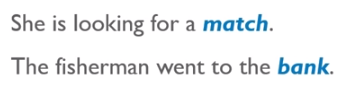 She is looking for a match.
The fisherman went to the bank.